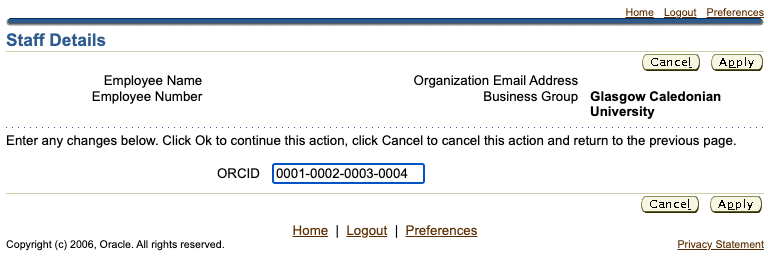 Home Logout Preferences
Staff Details
Cancel Apply
Employee Name Organization Email Address
Employee Number Business Group Glasgow Caledonian
University
Enter any changes below. Click Ok to continue this action, click Cancel to cancel this action and return to the previous page.
ORCID 0001-0002-0003-0004
Cancel Apply
Home | Logout | Preferences
Copyright (c) 2006, Oracle. All rights reserved. Privacy Statement